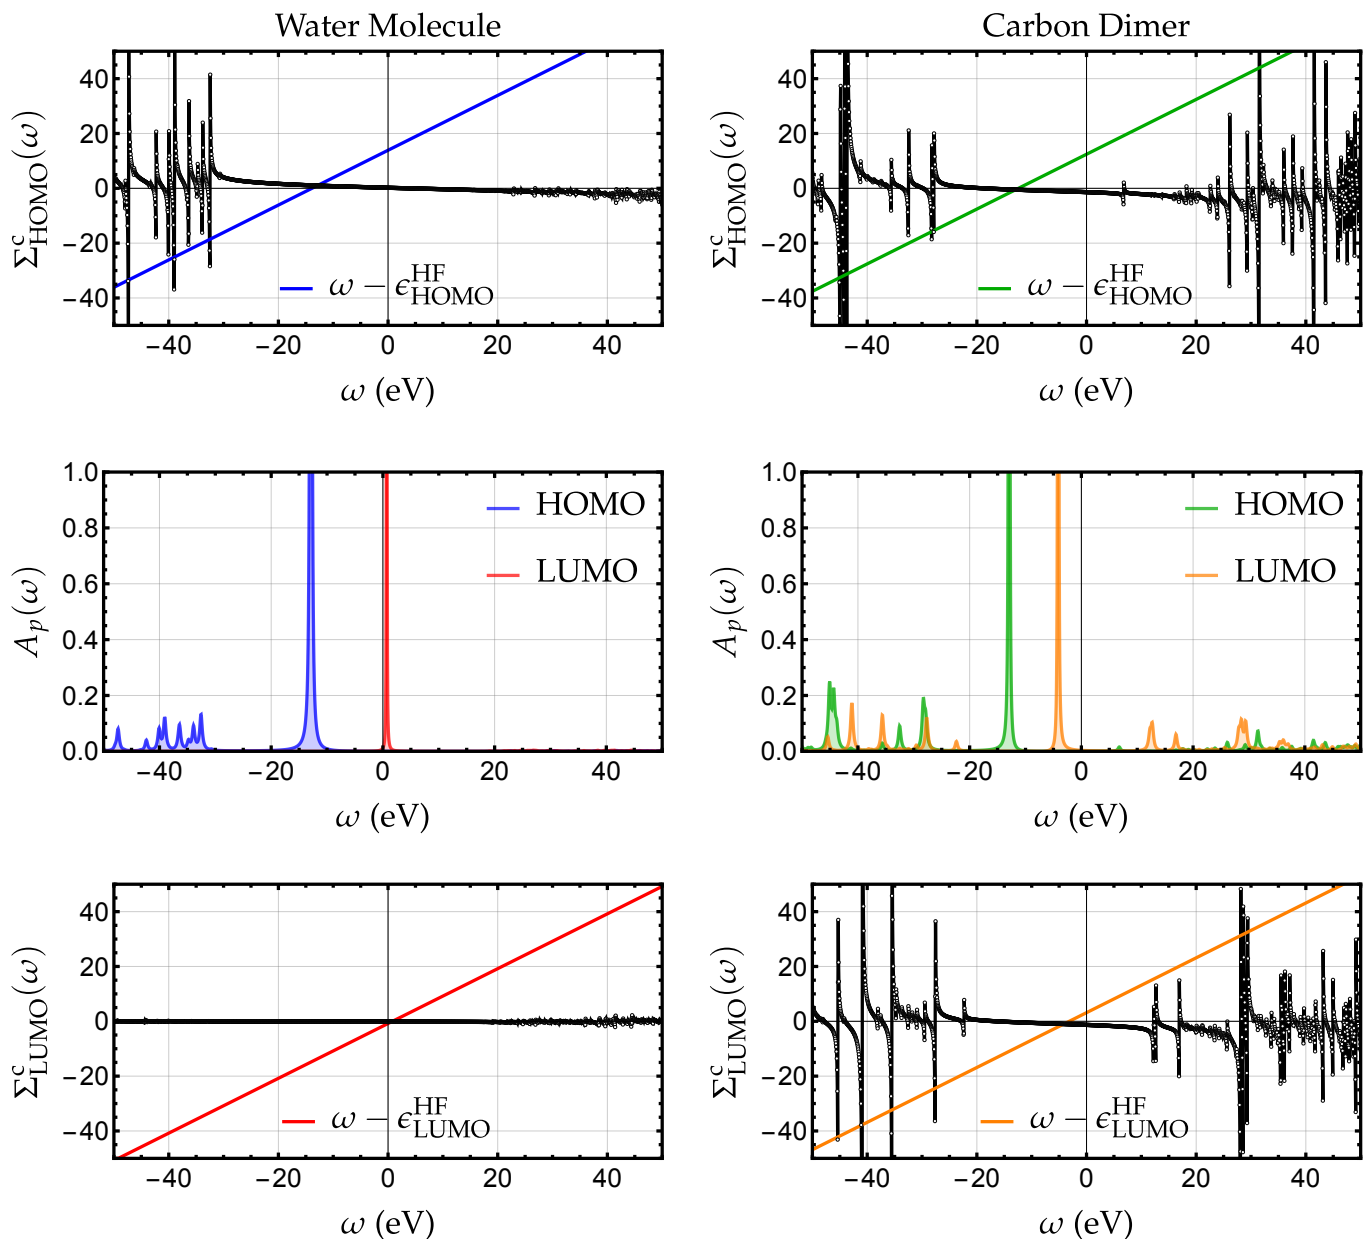 Water Molecule
Carbon Dimer
Σ^c_HOMO(ω)
40
20
0
−20
−40
ω − ϵ^HF_HOMO
−40 −20 0 20 40
ω (eV)
Σ^c_HOMO(ω)
40
20
0
−20
−40
ω − ϵ^HF_HOMO
−40 −20 0 20 40
ω (eV)
A_p(ω)
1.0
0.8
0.6
0.4
0.2
0.0
HOMO
LUMO
−40 −20 0 20 40
ω (eV)
A_p(ω)
1.0
0.8
0.6
0.4
0.2
0.0
HOMO
LUMO
−40 −20 0 20 40
ω (eV)
Σ^c_LUMO(ω)
40
20
0
−20
−40
ω − ϵ^HF_LUMO
−40 −20 0 20 40
ω (eV)
Σ^c_LUMO(ω)
40
20
0
−20
−40
ω − ϵ^HF_LUMO
−40 −20 0 20 40
ω (eV)